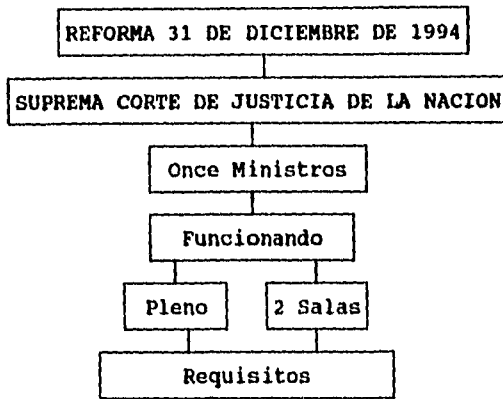 REFORMA 31 DE DICIEMBRE DE 1994
SUPREMA CORTE DE JUSTICIA DE LA NACION
Once Ministros
Funcionando
Pleno
2 Salas
Requisitos